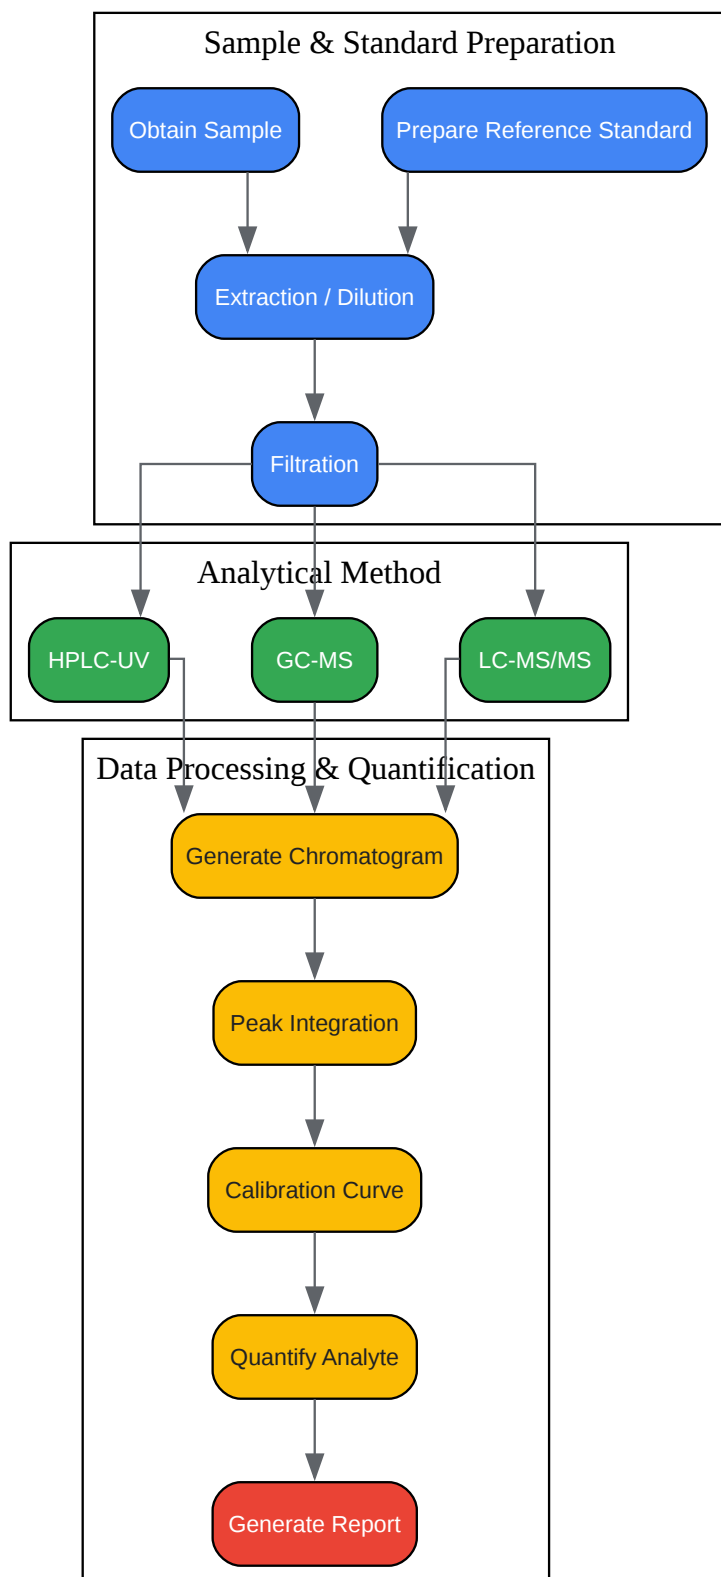 Sample & Standard Preparation
Obtain Sample
Prepare Reference Standard
Extraction / Dilution
Filtration
Analytical Method
HPLC-UV
GC-MS
LC-MS/MS
Data Processing & Quantification
Generate Chromatogram
Peak Integration
Calibration Curve
Quantify Analyte
Generate Report